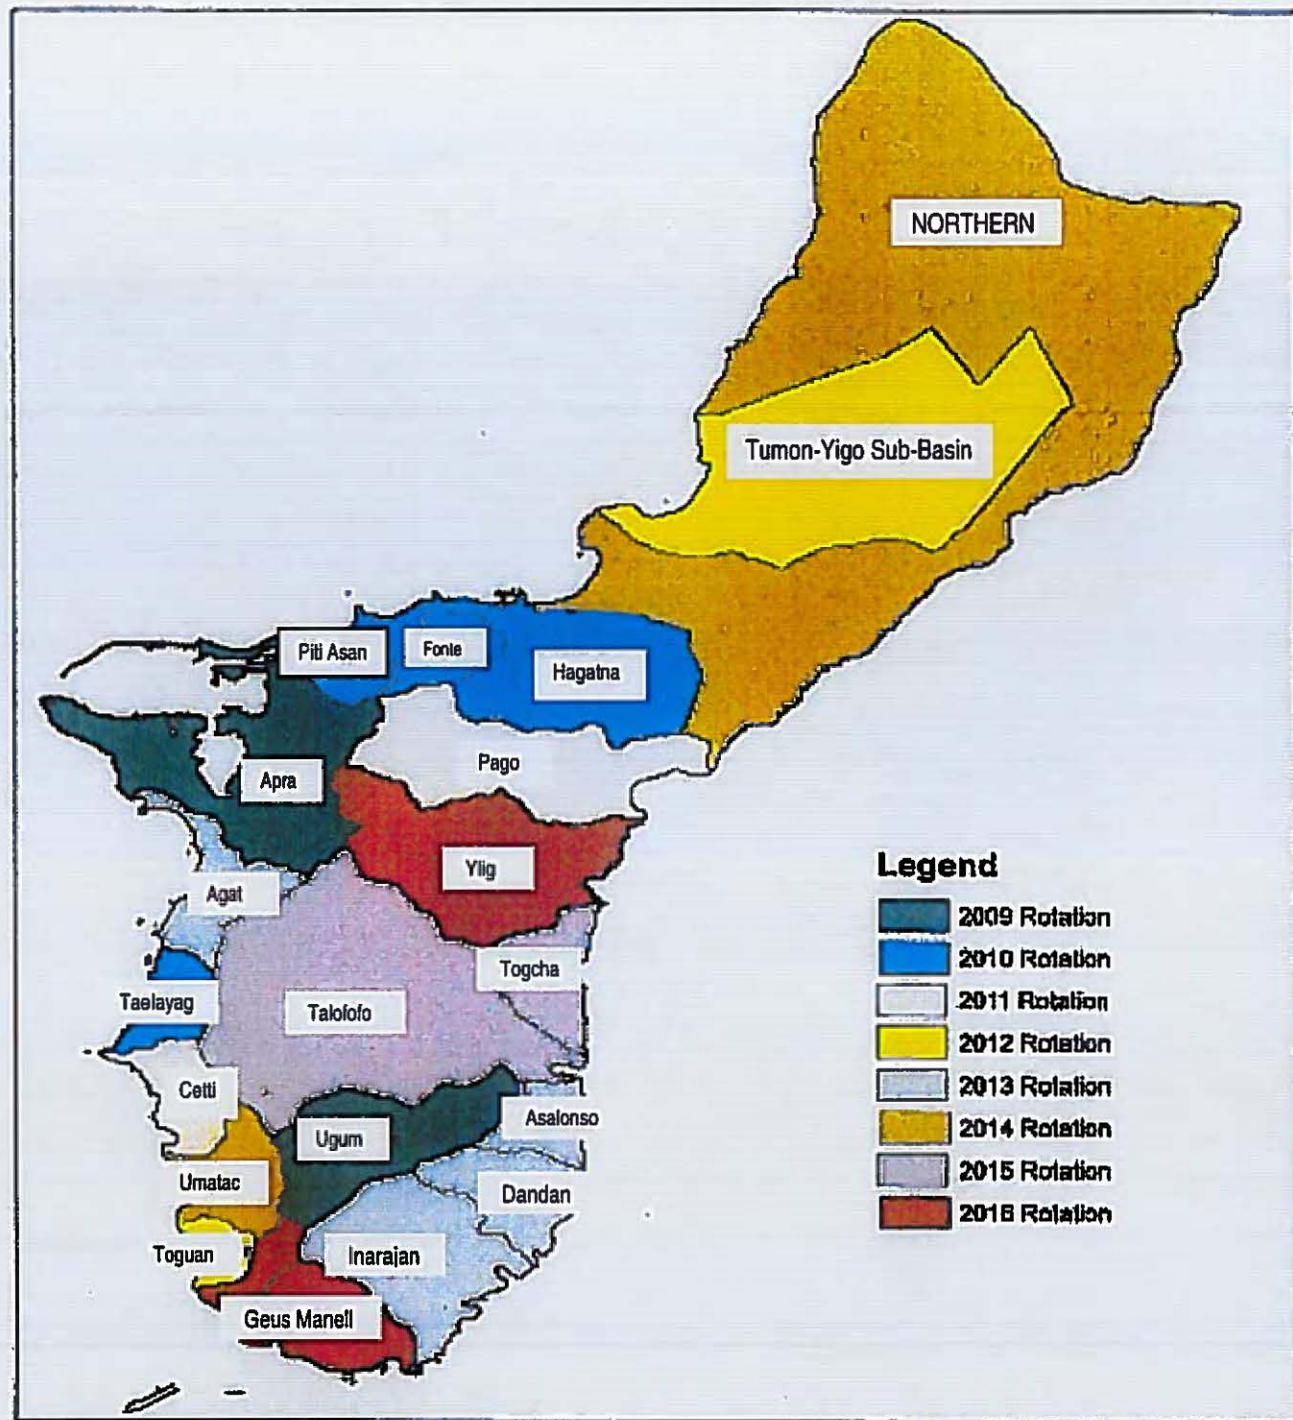 NORTHERN
Tumon-Yigo Sub-Basin
Piti Asan
Fonte
Hagatna
Pago
Apra
Ylig
Agat
Togcha
Taelayag
Talofofo
Cetti
Asalonso
Ugum
Umatac
Dandan
Toguan
Inarajan
Geus Manell
Legend
2009 Rotation
2010 Rotation
2011 Rotation
2012 Rotation
2013 Rotation
2014 Rotation
2015 Rotation
2016 Rotation